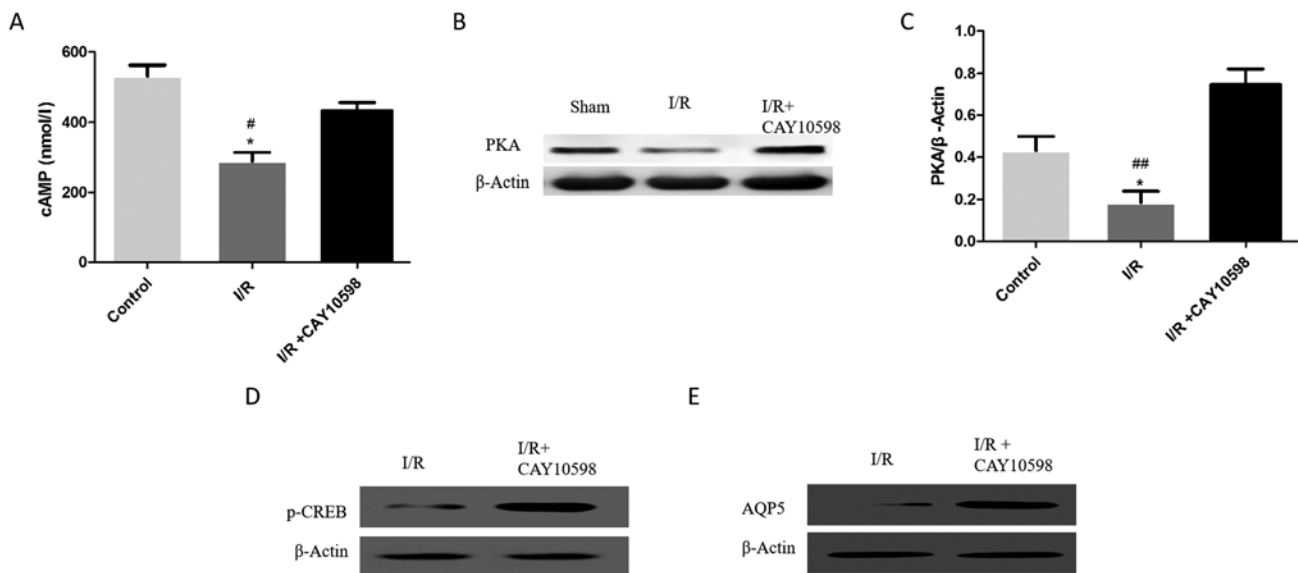 A
600
400
200
0
cAMP (nmol/l)
#
*
Control
I/R
I/R +CAY10598
B
Sham
I/R
I/R+
CAY10598
PKA
β-Actin
C
1.0
0.8
0.6
0.4
0.2
0.0
PKA/β -Actin
##
*
Control
I/R
I/R +CAY10598
D
I/R
I/R+
CAY10598
p-CREB
β-Actin
E
I/R
I/R +
CAY10598
AQP5
β-Actin